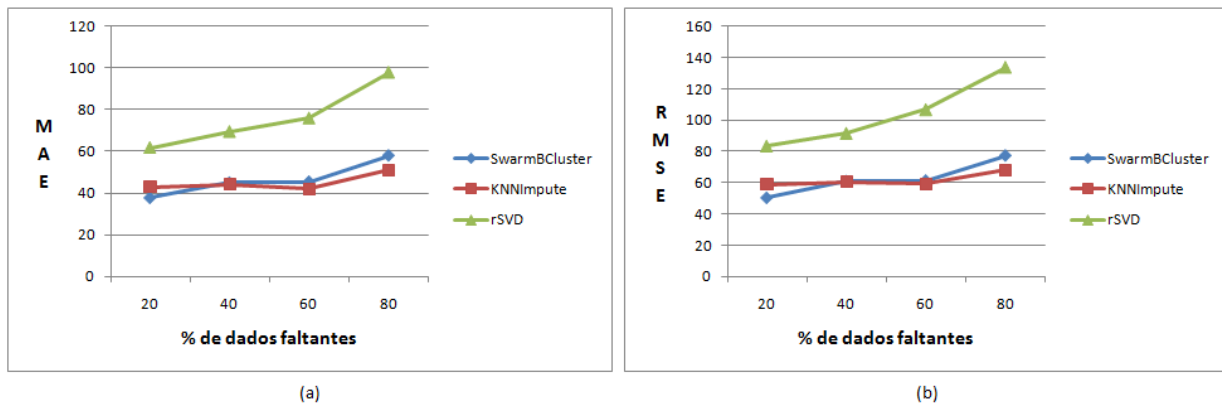 120
100
80
60
40
20
0
M
A
E
20 40 60 80
% de dados faltantes
SwarmBCluster
KNNImpute
rSVD
(a)
160
140
120
100
80
60
40
20
0
R
M
S
E
20 40 60 80
% de dados faltantes
SwarmBCluster
KNNImpute
rSVD
(b)